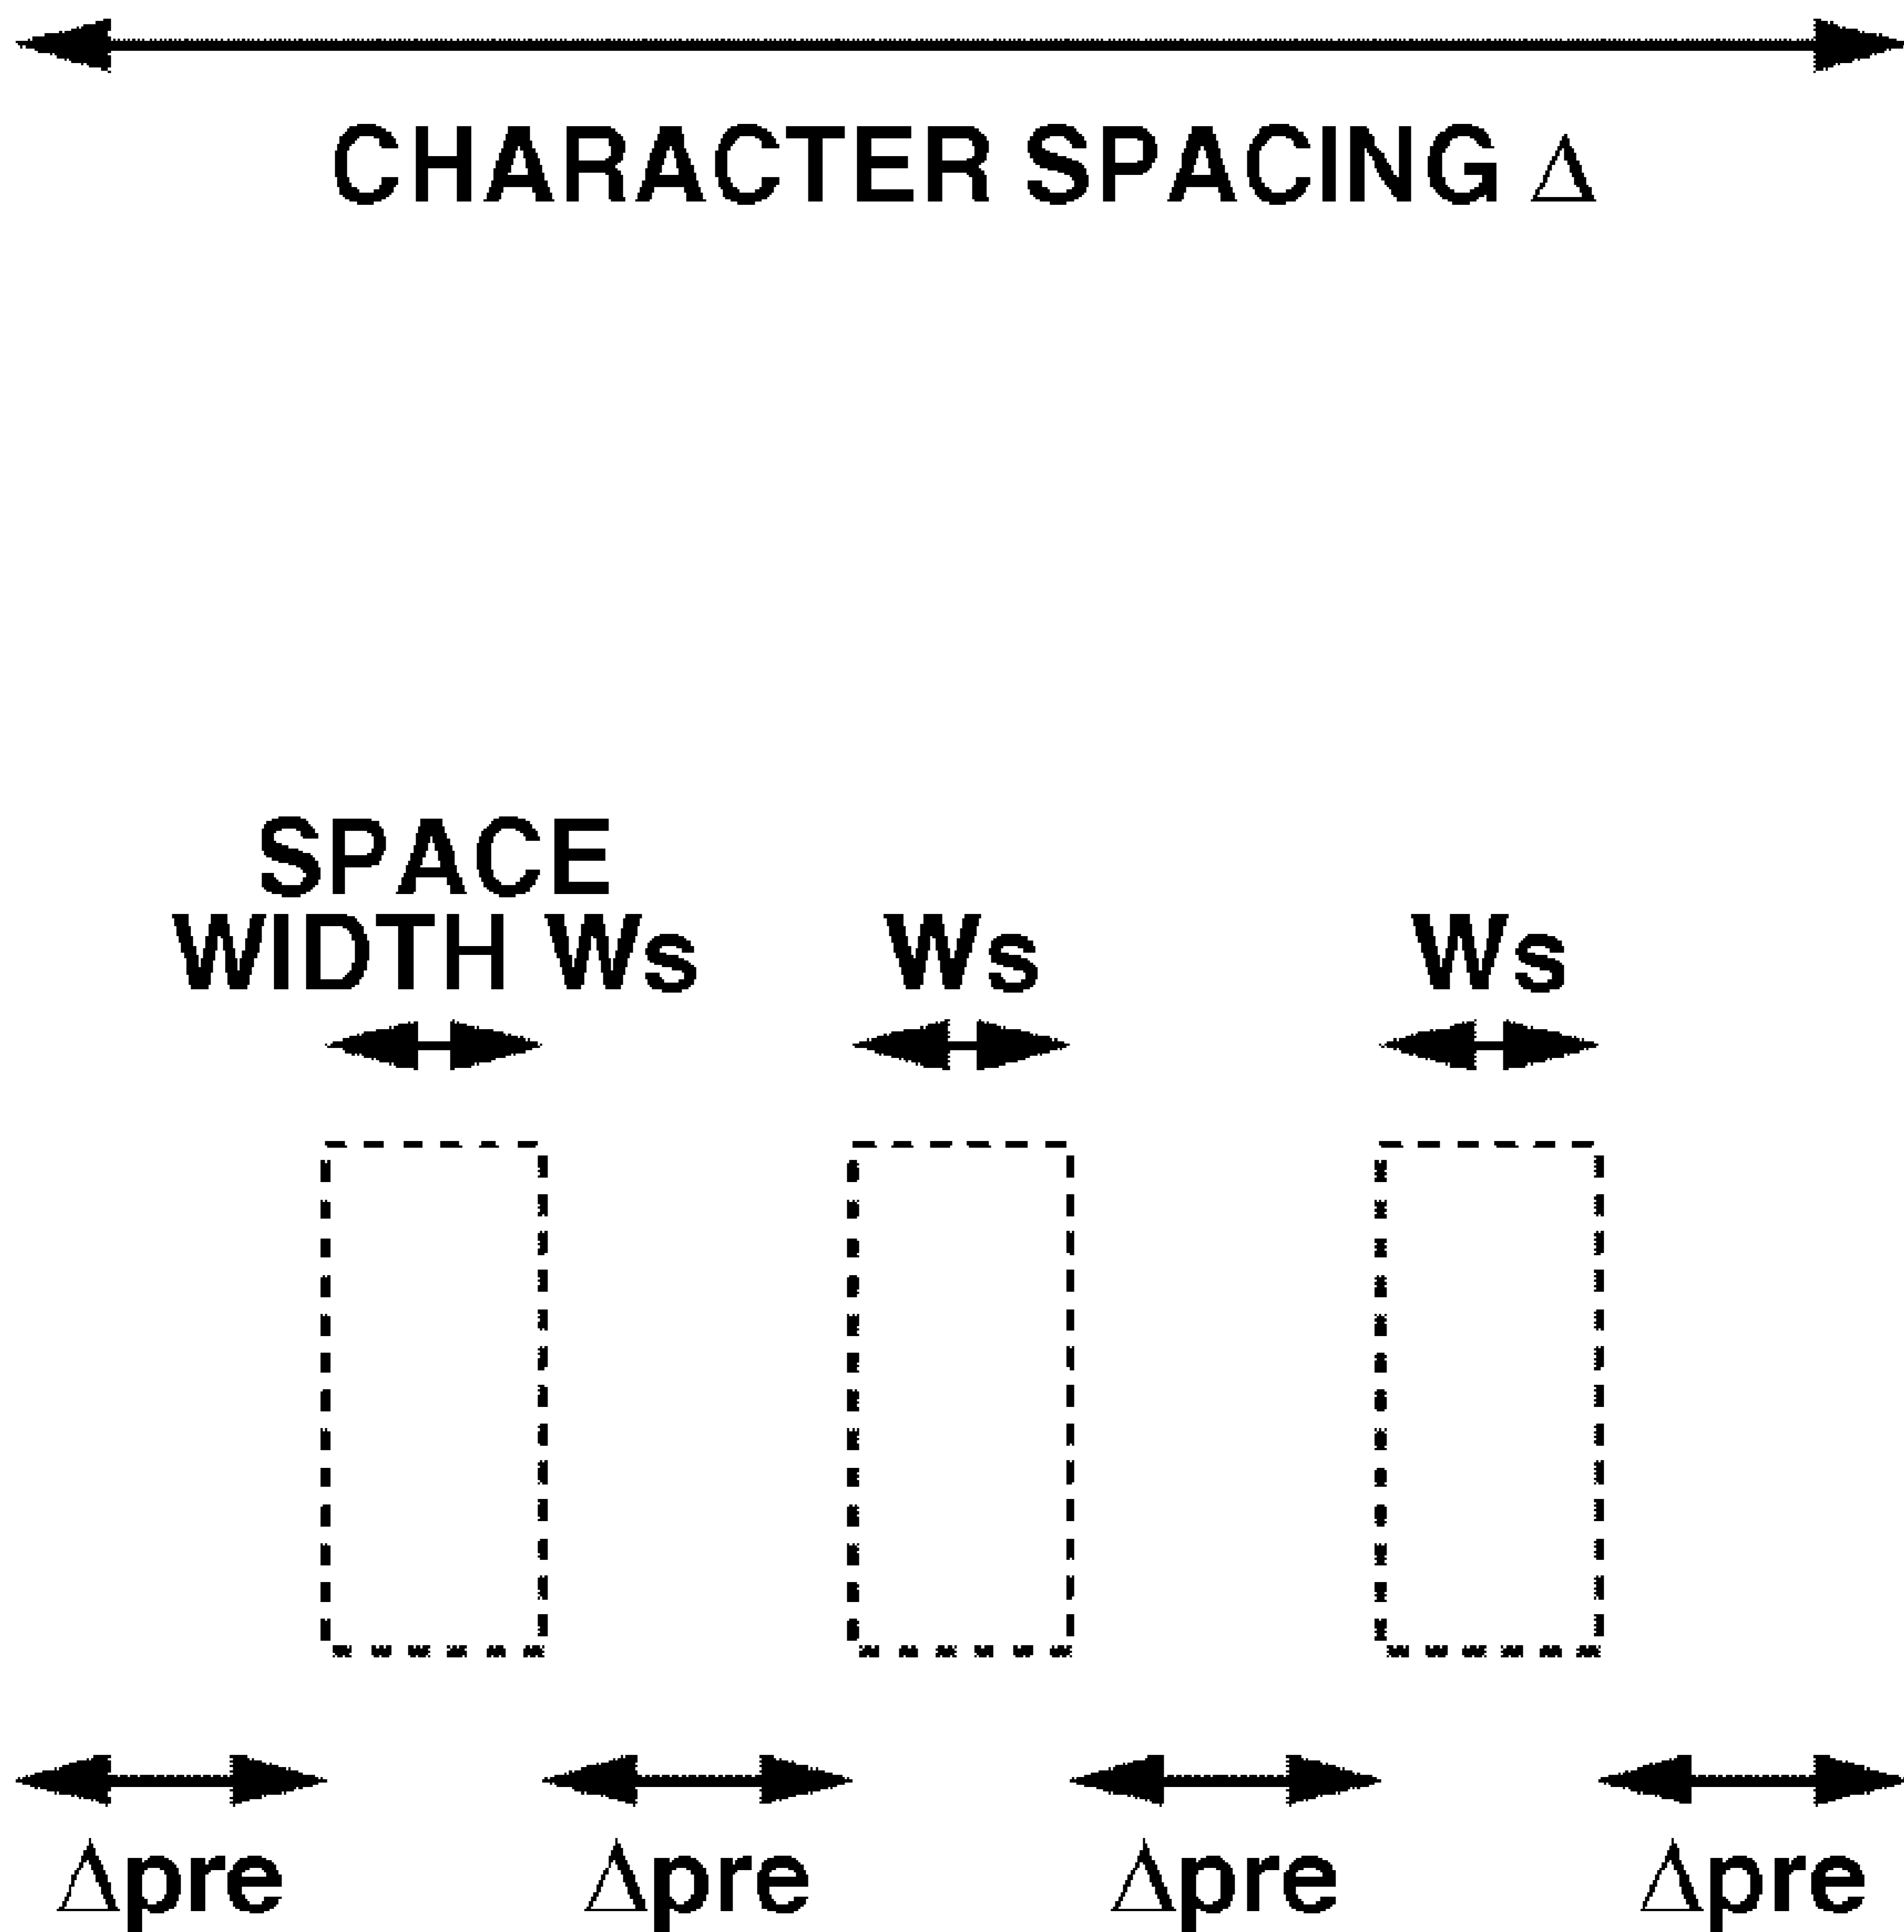 CHARACTER SPACING Δ
SPACE
WIDTH Ws Ws Ws
Δpre Δpre Δpre Δpre